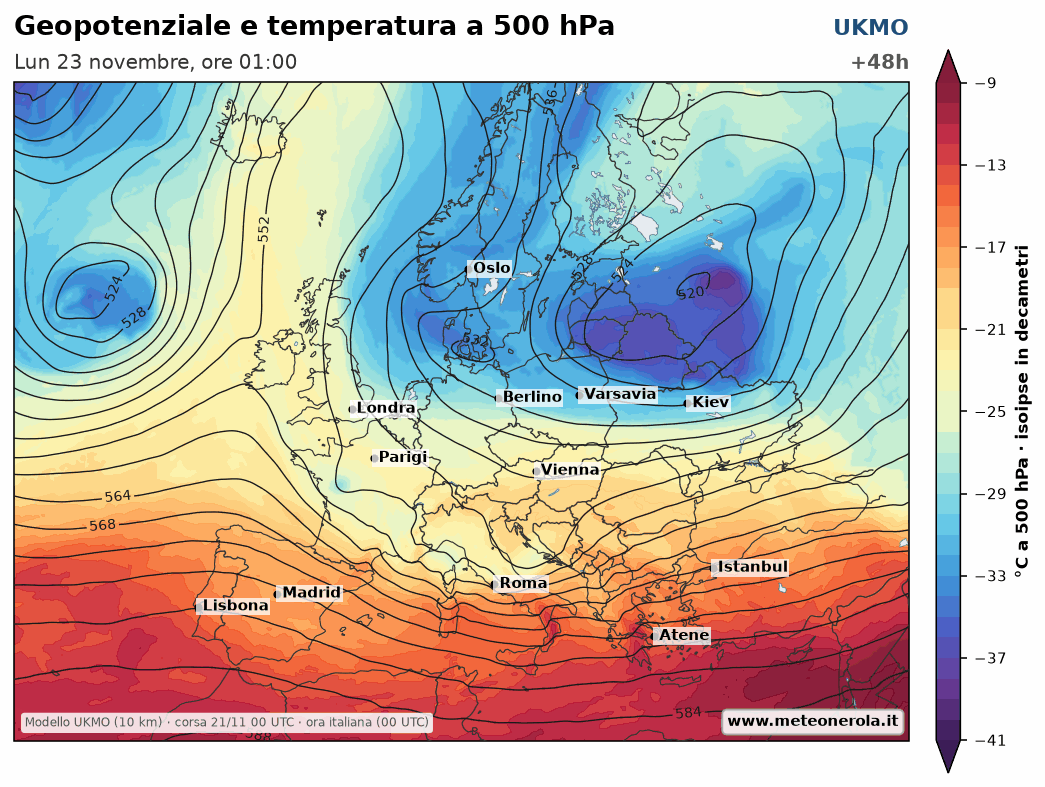 Geopotenziale e temperatura a 500 hPa
UKMO
Lun 23 novembre, ore 01:00
+48h
552
524
528
528
524
520
Oslo
Berlino
Varsavia
Kiev
Londra
Parigi
Vienna
564
568
Istanbul
Roma
Madrid
Lisbona
Atene
584
588
Modello UKMO (10 km) · corsa 21/11 00 UTC · ora italiana (00 UTC)
www.meteonerola.it
−9
−13
−17
−21
−25
−29
−33
−37
−41
°C a 500 hPa · isoipse in decametri